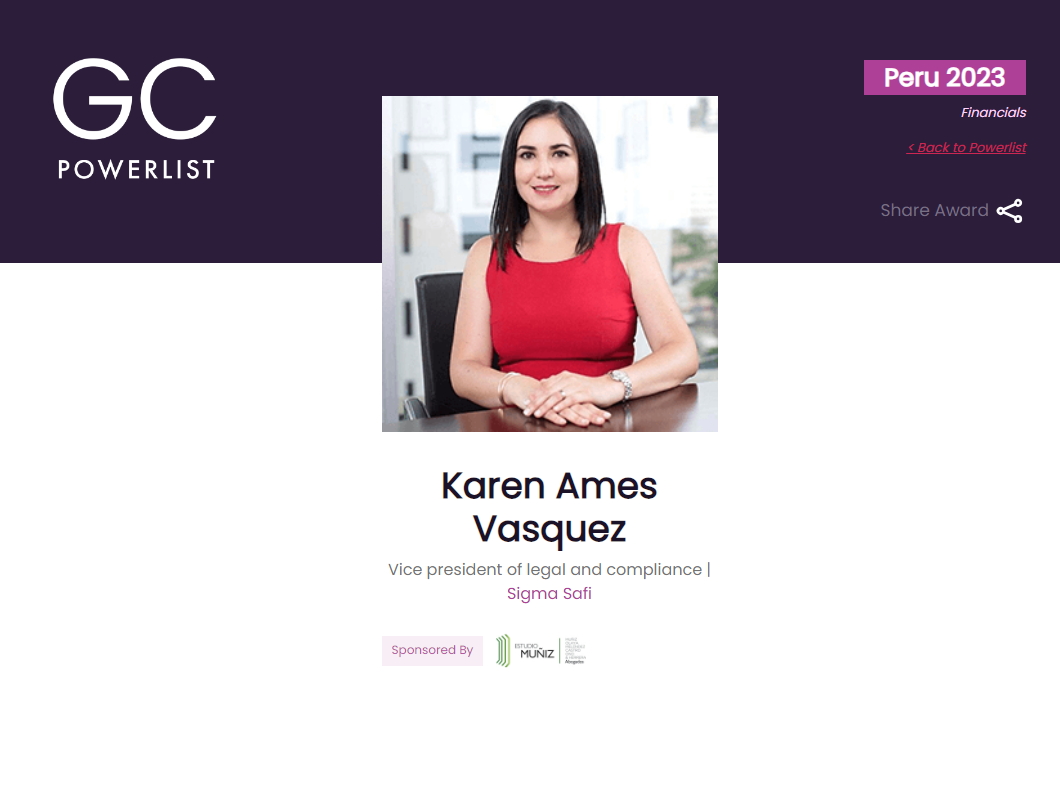 GC
POWERLIST
Peru 2023
Financials
< Back to Powerlist
Share Award
Karen Ames
Vasquez
Vice president of legal and compliance |
Sigma Safi
Sponsored By
ESTUDIO
MUÑIZ
Abogados